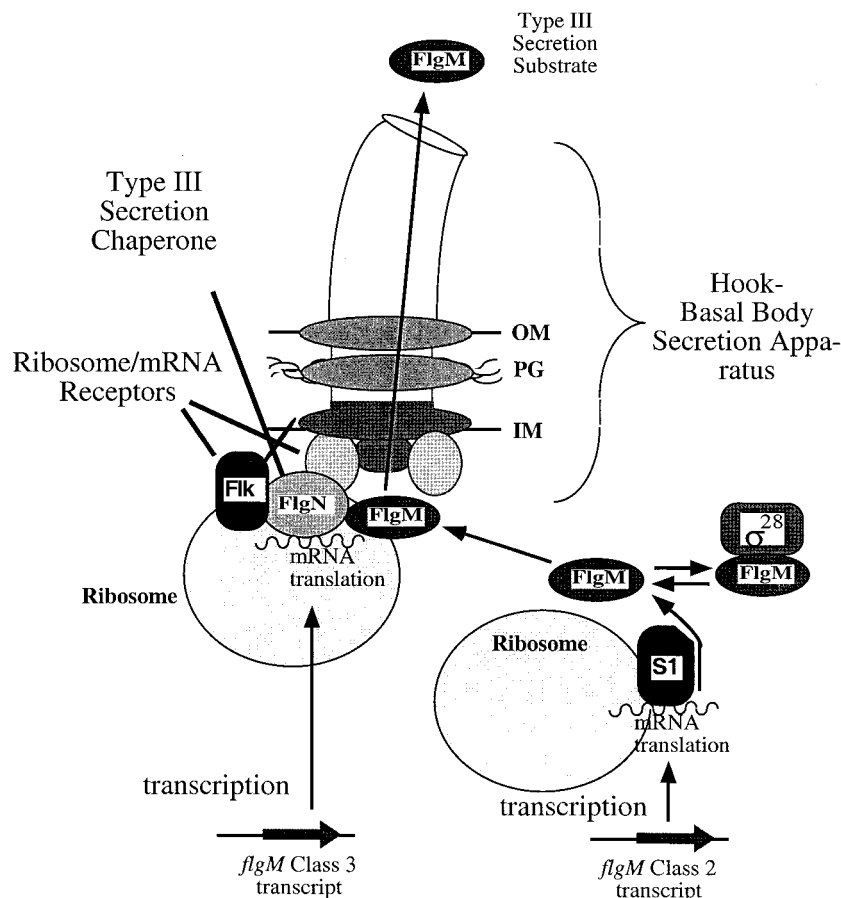 Type III
Secretion
Substrate
FlgM
Type III
Secretion
Chaperone
Hook-
Basal Body
Secretion Appa-
ratus
OM
PG
IM
Ribosome/mRNA
Receptors
Flk
FlgN
FlgM
mRNA
translation
Ribosome
σ28
FlgM
FlgM
Ribosome
S1
mRNA
translation
transcription
transcription
flgM Class 3
transcript
flgM Class 2
transcript